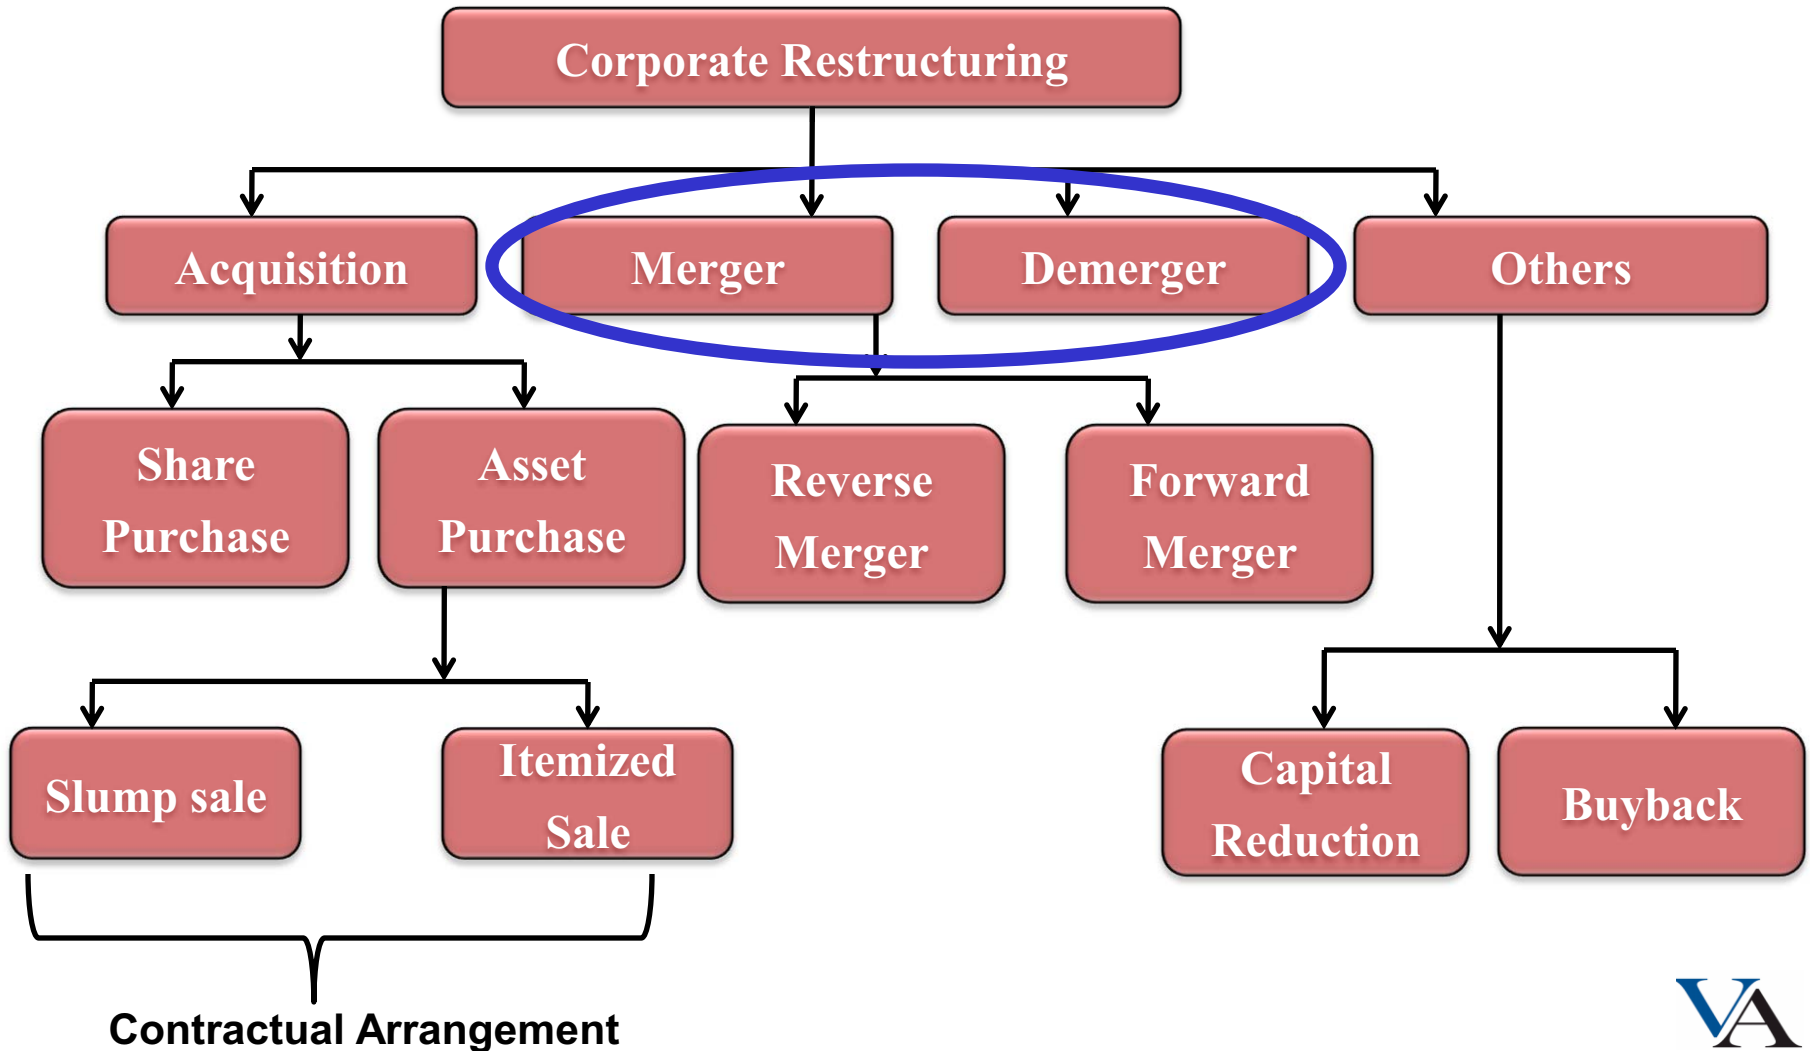 Corporate Restructuring
Acquisition
Merger
Demerger
Others
Share
Purchase
Asset
Purchase
Reverse
Merger
Forward
Merger
Slump sale
Itemized
Sale
Capital
Reduction
Buyback
Contractual Arrangement
VA